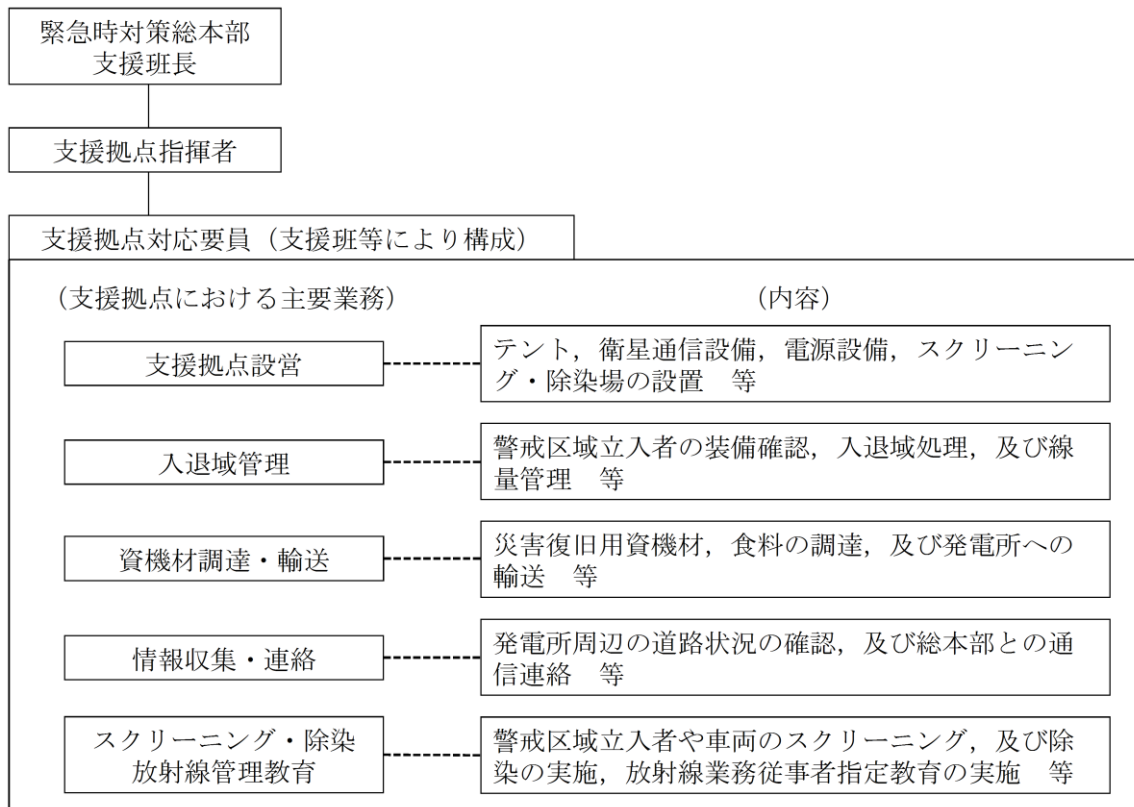 緊急時対策総本部
支援班長
支援拠点指揮者
支援拠点対応要員（支援班等により構成）
（支援拠点における主要業務）
（内容）
支援拠点設営
テント，衛星通信設備，電源設備，スクリーニン
グ・除染場の設置　等
入退域管理
警戒区域立入者の装備確認，入退域処理，及び線
量管理　等
資機材調達・輸送
災害復旧用資機材，食料の調達，及び発電所への
輸送　等
情報収集・連絡
発電所周辺の道路状況の確認，及び総本部との通
信連絡　等
スクリーニング・除染
放射線管理教育
警戒区域立入者や車両のスクリーニング，及び除
染の実施，放射線業務従事者指定教育の実施　等